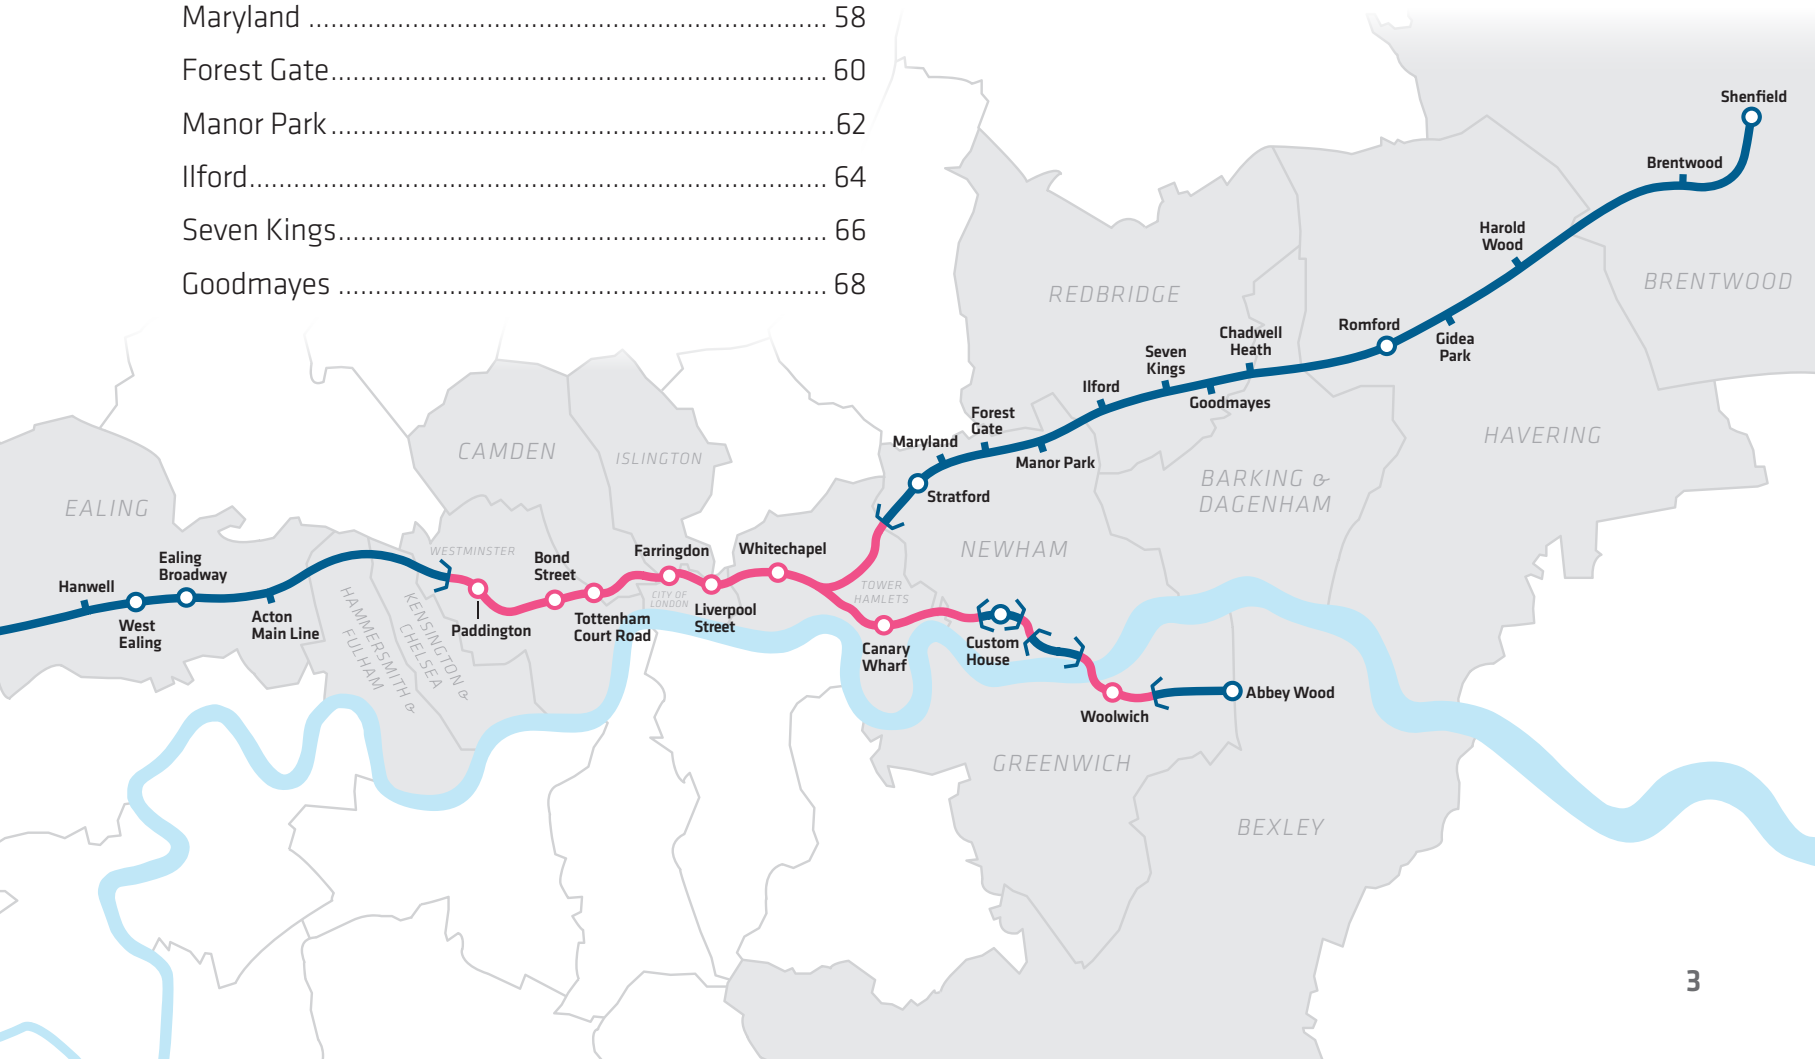 Maryland ........................................................................ 58
Forest Gate..................................................................... 60
Manor Park.....................................................................62
Ilford............................................................................... 64
Seven Kings................................................................... 66
Goodmayes .................................................................... 68
Shenfield
Brentwood
Harold
Wood
BRENTWOOD
REDBRIDGE
Romford
Gidea
Park
Chadwell
Heath
Seven
Kings
Goodmayes
Ilford
Forest
Gate
Manor Park
Maryland
Stratford
HAVERING
BARKING &
DAGENHAM
NEWHAM
CAMDEN
ISLINGTON
EALING
WESTMINSTER
Hanwell
Ealing
Broadway
West
Ealing
Acton
Main Line
HAMMERSMITH &
FULHAM
KENSINGTON &
CHELSEA
Paddington
Bond
Street
Tottenham
Court Road
Farringdon
CITY OF
LONDON
Liverpool
Street
Whitechapel
TOWER
HAMLETS
Canary
Wharf
Custom
House
Woolwich
Abbey Wood
GREENWICH
BEXLEY
3